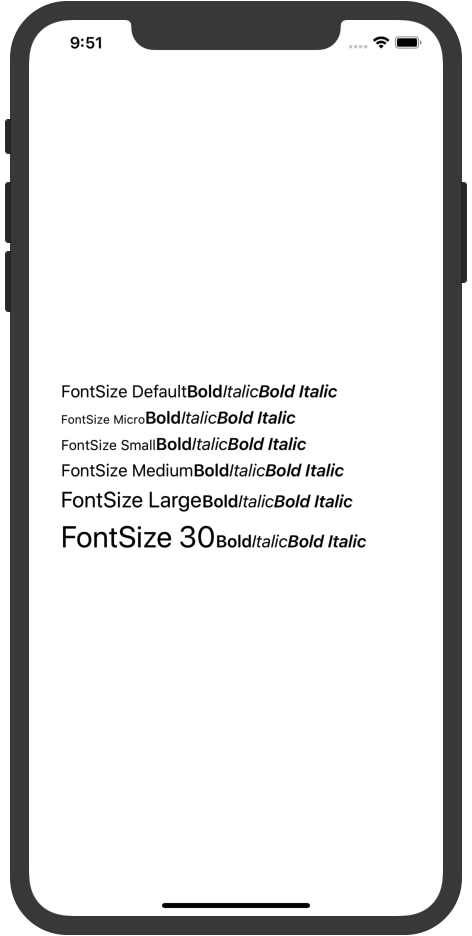 9:51
FontSize DefaultBoldItalicBold Italic
FontSize MicroBoldItalicBold Italic
FontSize SmallBoldItalicBold Italic
FontSize MediumBoldItalicBold Italic
FontSize LargeBoldItalicBold Italic
FontSize 30BoldItalicBold Italic